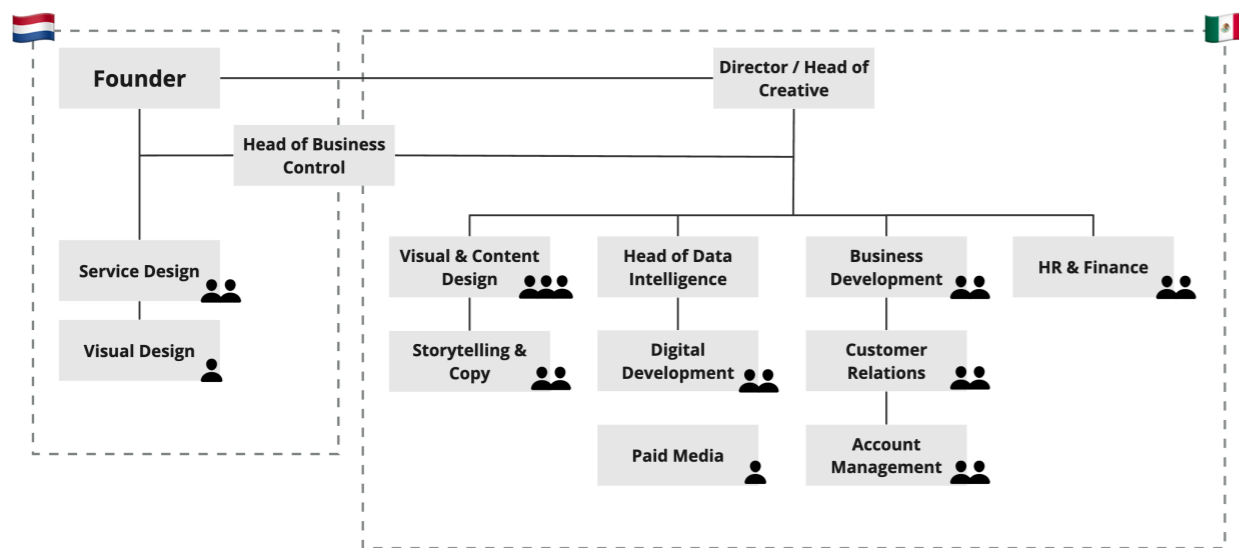 Founder
Director / Head of
Creative
Head of Business
Control
Service Design
Visual Design
Visual & Content
Design
Storytelling &
Copy
Head of Data
Intelligence
Digital
Development
Paid Media
Business
Development
Customer
Relations
Account
Management
HR & Finance